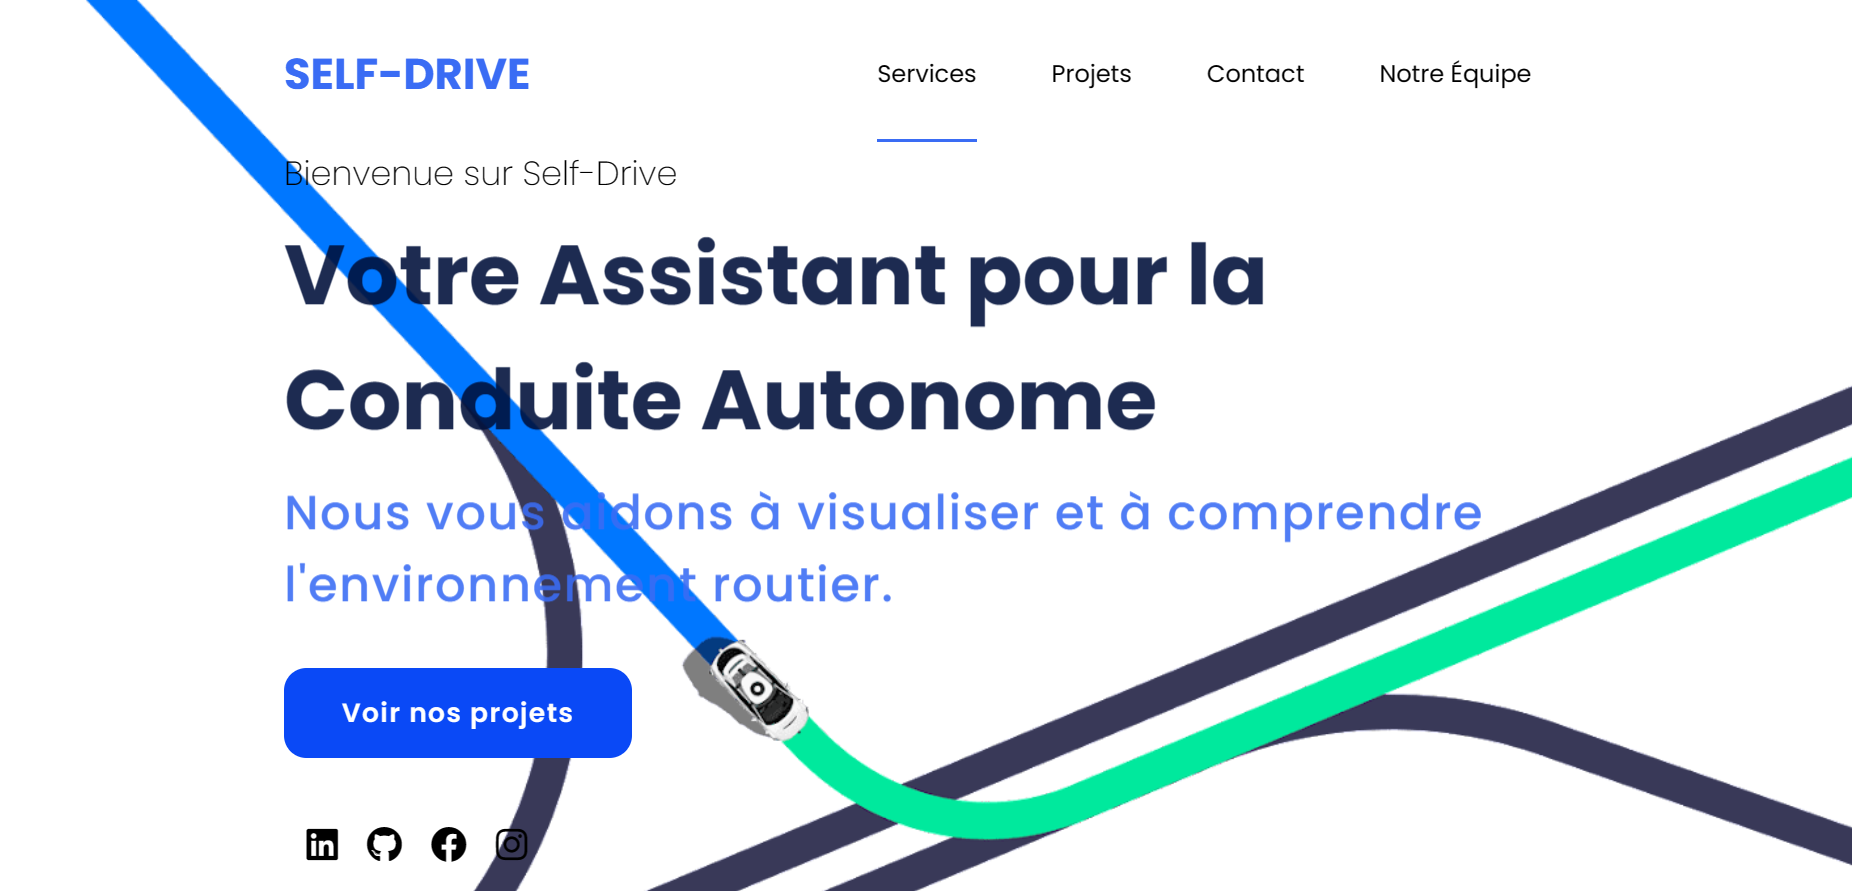 SELF-DRIVE
Services
Projets
Contact
Notre Équipe
Bienvenue sur Self-Drive
Votre Assistant pour la
Conduite Autonome
Nous vous aidons à visualiser et à comprendre
l'environnement routier.
Voir nos projets